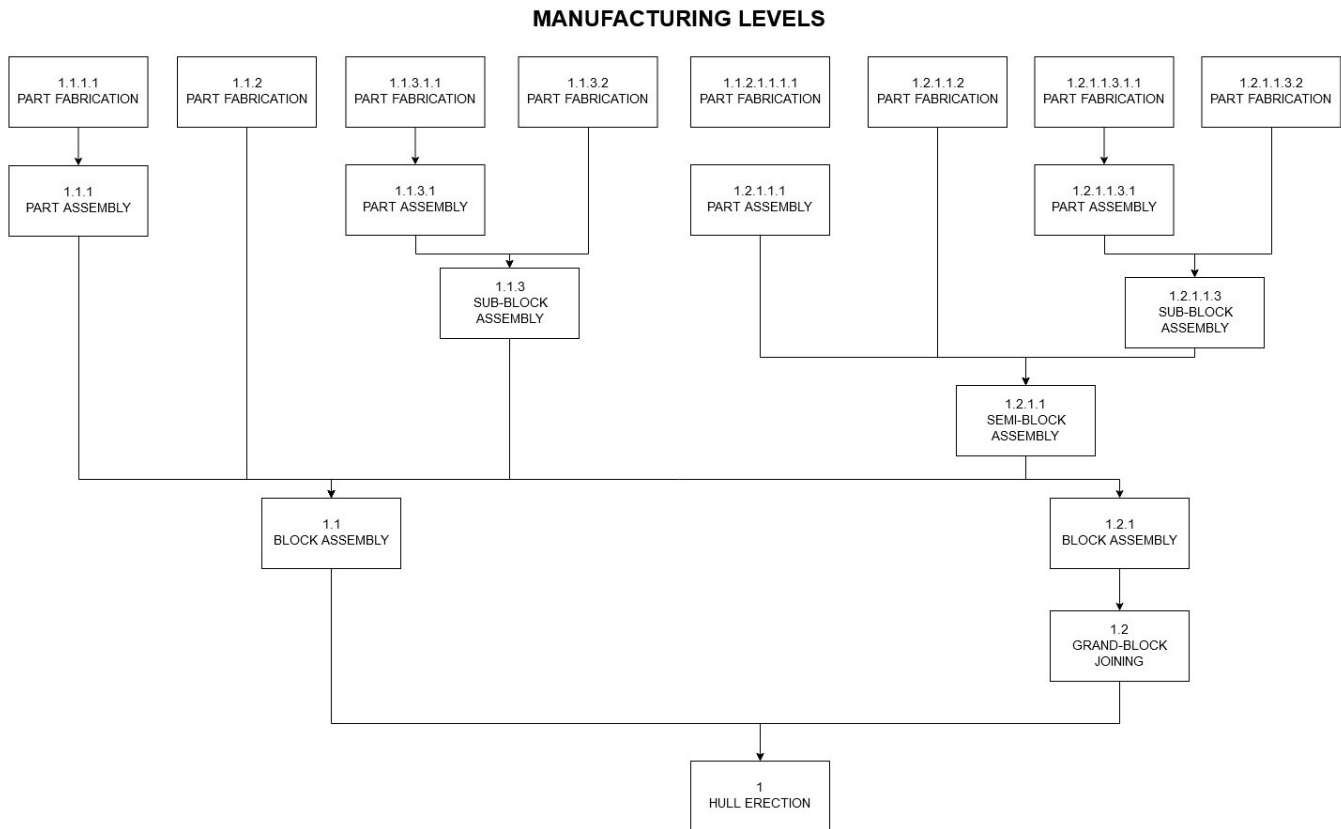 MANUFACTURING LEVELS
1.1.1.1
PART FABRICATION
1.1.2
PART FABRICATION
1.1.3.1.1
PART FABRICATION
1.1.3.2
PART FABRICATION
1.1.2.1.1.1.1
PART FABRICATION
1.2.1.1.2
PART FABRICATION
1.2.1.1.3.1.1
PART FABRICATION
1.2.1.1.3.2
PART FABRICATION
1.1.1
PART ASSEMBLY
1.1.3.1
PART ASSEMBLY
1.2.1.1.1
PART ASSEMBLY
1.2.1.1.3.1
PART ASSEMBLY
1.1.3
SUB-BLOCK
ASSEMBLY
1.2.1.1.3
SUB-BLOCK
ASSEMBLY
1.2.1.1
SEMI-BLOCK
ASSEMBLY
1.1
BLOCK ASSEMBLY
1.2.1
BLOCK ASSEMBLY
1.2
GRAND-BLOCK
JOINING
1
HULL ERECTION